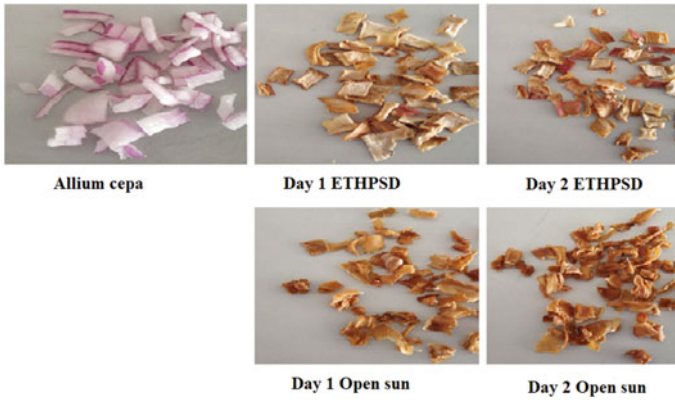 Allium cepa
Day 1 ETHPSD
Day 2 ETHPSD
Day 1 Open sun
Day 2 Open sun